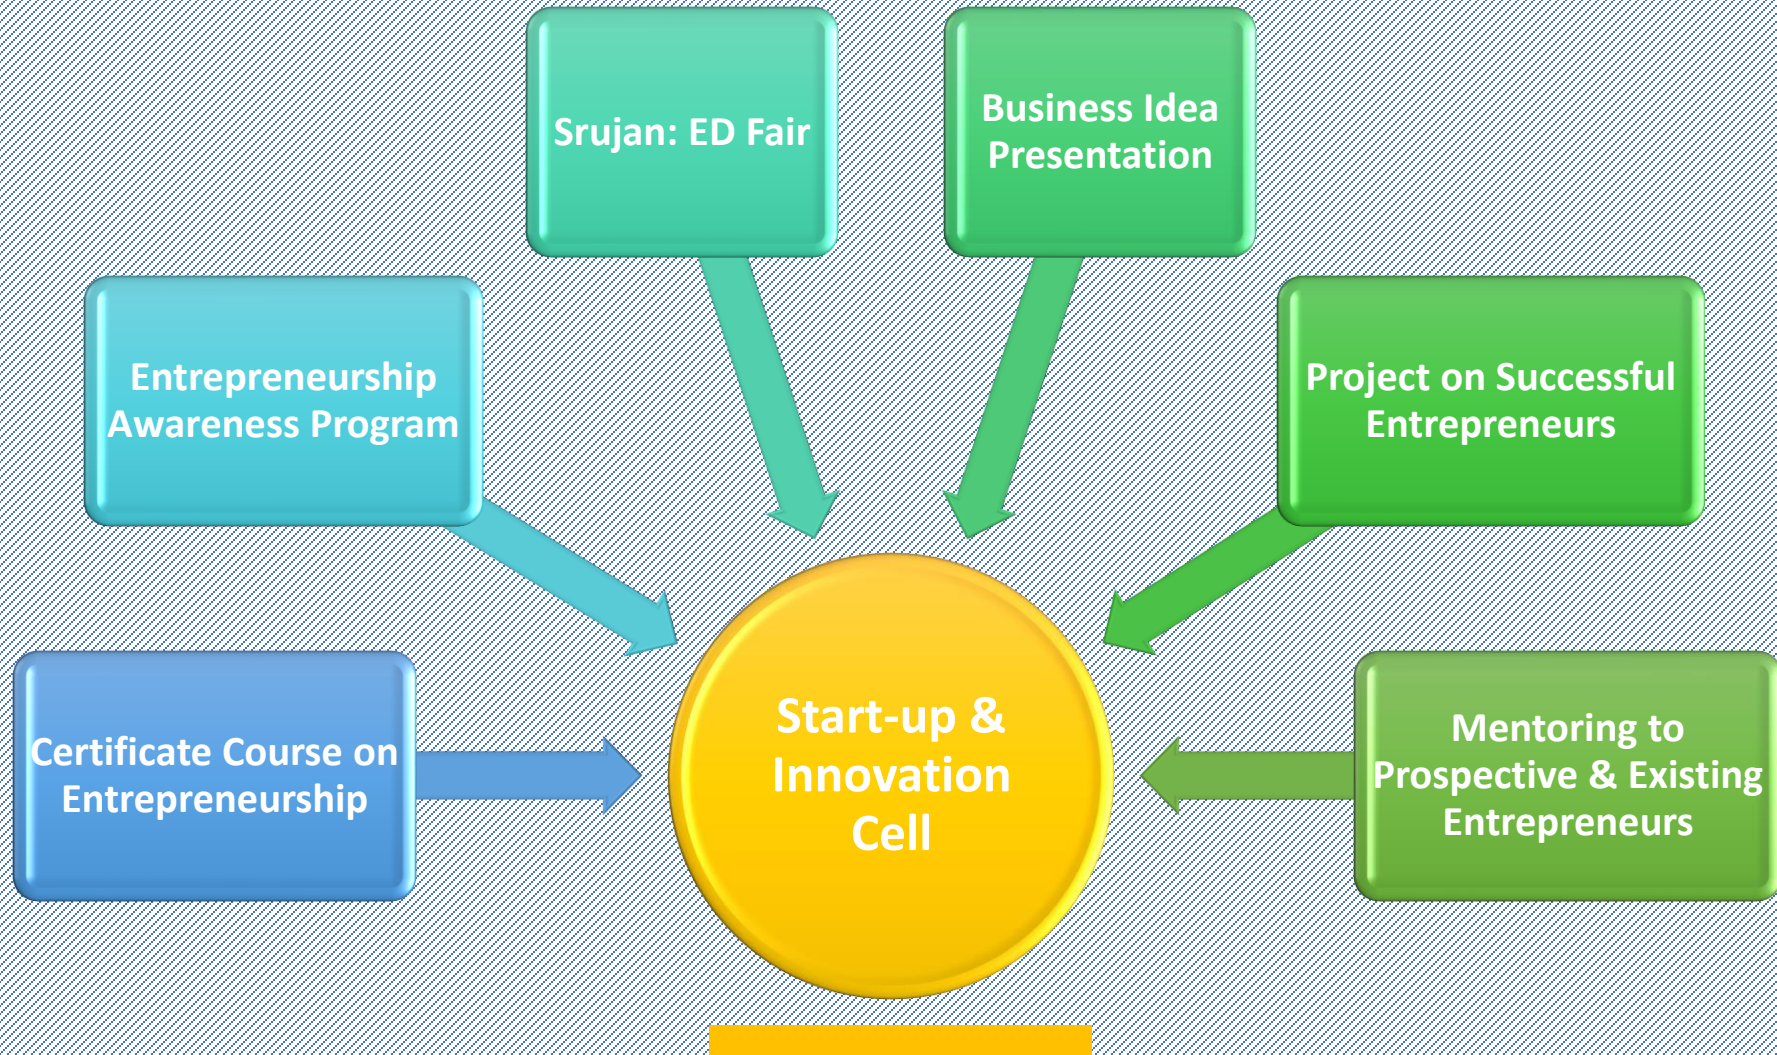 Srujan: ED Fair
Business Idea
Presentation
Entrepreneurship
Awareness Program
Project on Successful
Entrepreneurs
Certificate Course on
Entrepreneurship
Start-up &
Innovation
Cell
Mentoring to
Prospective & Existing
Entrepreneurs